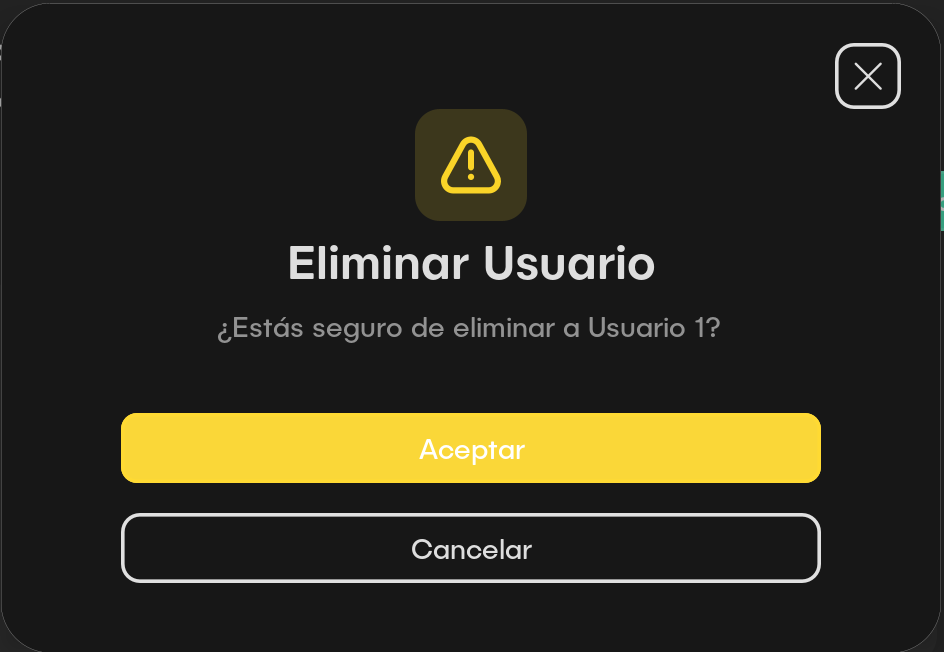 Eliminar Usuario
¿Estás seguro de eliminar a Usuario 1?
Aceptar
Cancelar